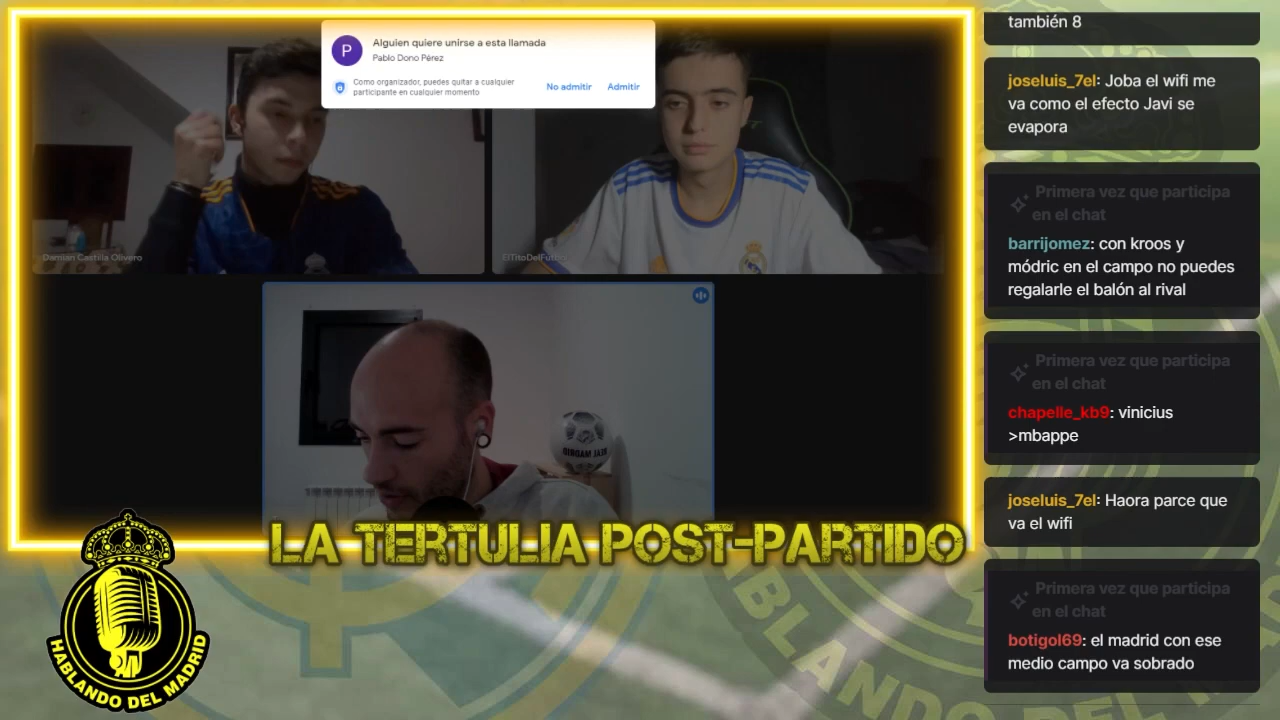 Alguien quiere unirse a esta llamada
P
Pablo Dono Pérez
Como organizador, puedes quitar a cualquier
participante en cualquier momento
No admitir
Admitir
Damian Castilla Olivero
ElTitoDelFutbol
LA TERTULIA POST-PARTIDO
HABLANDO DEL MADRID
también 8
joseluis_7el: Joba el wifi me
va como el efecto Javi se
evapora
Primera vez que participa
en el chat
barrijomez: con kroos y
módric en el campo no puedes
regalarle el balón al rival
Primera vez que participa
en el chat
chapelle_kb9: vinicius
>mbappe
joseluis_7el: Haora parce que
va el wifi
Primera vez que participa
en el chat
botigol69: el madrid con ese
medio campo va sobrado